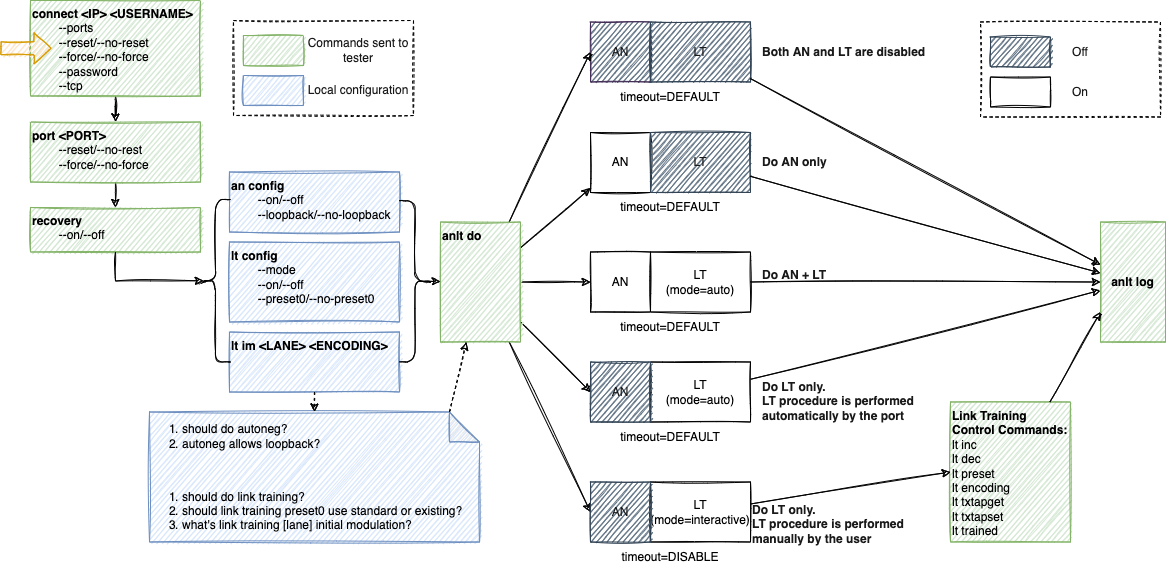 connect <IP> <USERNAME>
--ports
--reset/--no-reset
--force/--no-force
--password
--tcp
port <PORT>
--reset/--no-rest
--force/--no-force
recovery
--on/--off
Commands sent to
tester
Local configuration
an config
--on/--off
--loopback/--no-loopback
lt config
--mode
--on/--off
--preset0/--no-preset0
lt im <LANE> <ENCODING>
1. should do autoneg?
2. autoneg allows loopback?
1. should do link training?
2. should link training preset0 use standard or existing?
3. what's link training [lane] initial modulation?
anlt do
AN
LT
timeout=DEFAULT
Both AN and LT are disabled
AN
LT
timeout=DEFAULT
Do AN only
AN
LT
(mode=auto)
timeout=DEFAULT
Do AN + LT
AN
LT
(mode=auto)
timeout=DEFAULT
Do LT only.
LT procedure is performed
automatically by the port
AN
LT
(mode=interactive)
timeout=DISABLE
Do LT only.
LT procedure is performed
manually by the user
Off
On
Link Training
Control Commands:
lt inc
lt dec
lt preset
lt encoding
lt txtapget
lt txtapset
lt trained
anlt log